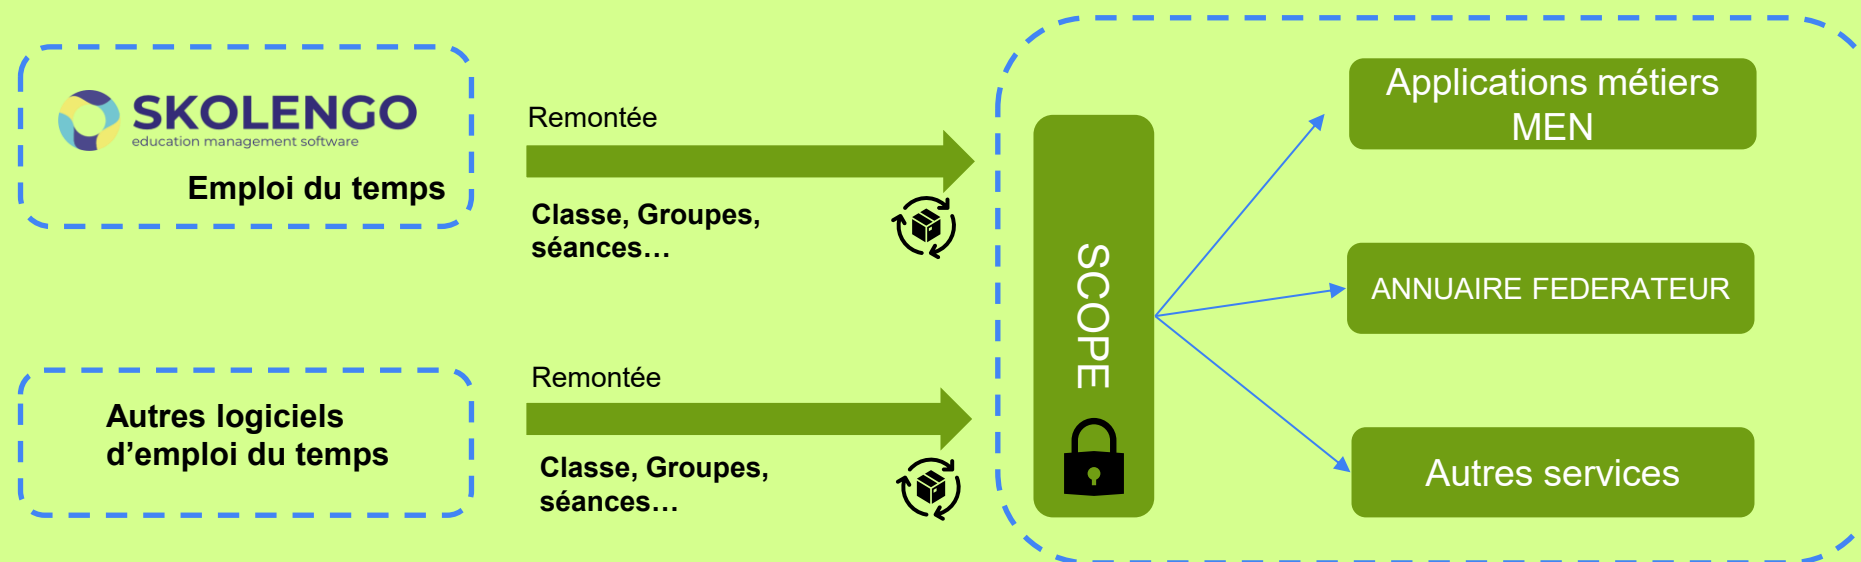 SKOLENGO
education management software
Emploi du temps
Remontée
Classe, Groupes,
séances…
Autres logiciels
d’emploi du temps
Remontée
Classe, Groupes,
séances…
SCOPE
Applications métiers
MEN
ANNUAIRE FEDERATEUR
Autres services